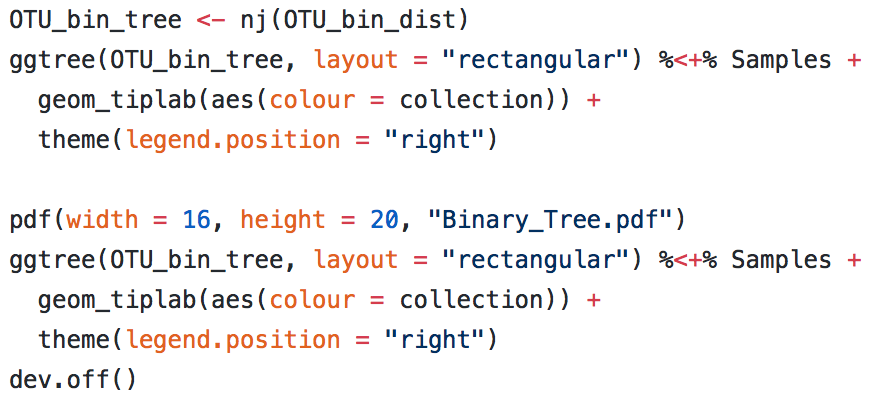 OTU_bin_tree <- nj(OTU_bin_dist)
ggtree(OTU_bin_tree, layout = "rectangular") %<+% Samples +
  geom_tiplab(aes(colour = collection)) +
  theme(legend.position = "right")

pdf(width = 16, height = 20, "Binary_Tree.pdf")
ggtree(OTU_bin_tree, layout = "rectangular") %<+% Samples +
  geom_tiplab(aes(colour = collection)) +
  theme(legend.position = "right")
dev.off()